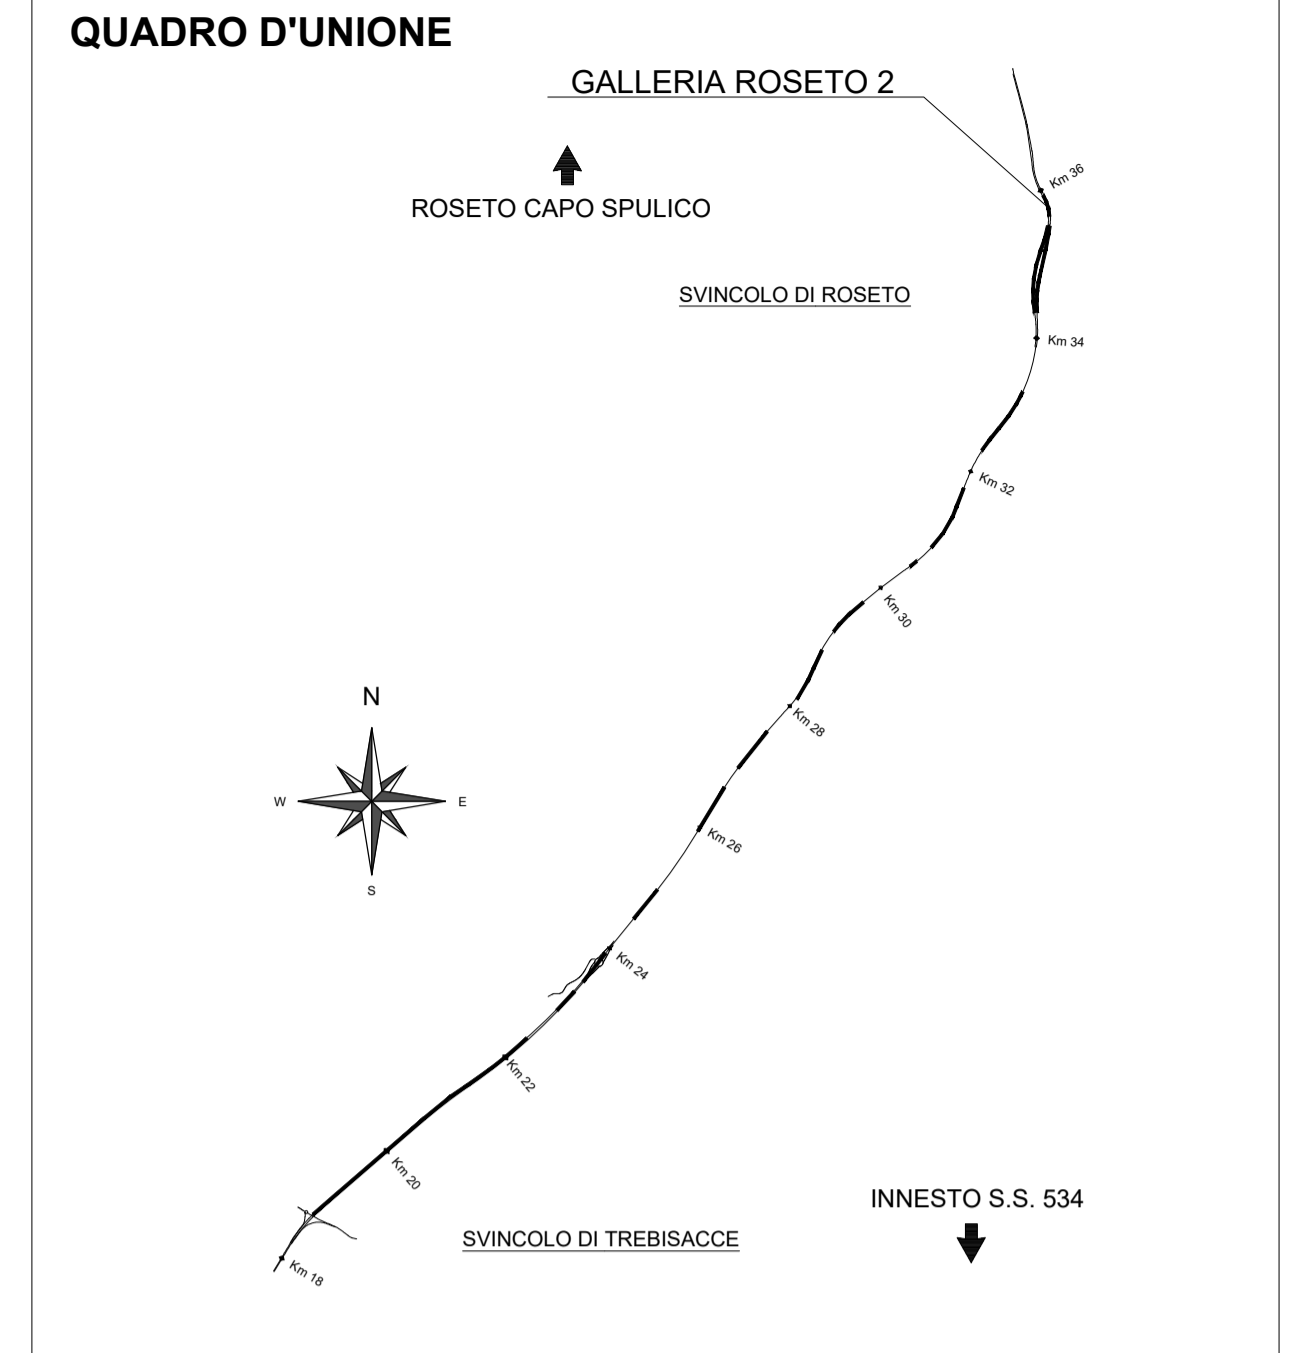 QUADRO D'UNIONE
GALLERIA ROSETO 2
Km 36
ROSETO CAPO SPULICO
SVINCOLO DI ROSETO
Km 34
Km 32
Km 30
N
Km 28
W
E
Km 26
S
Km 24
Km 22
Km 20
INNESTO S.S. 534
SVINCOLO DI TREBISACCE
Km 18